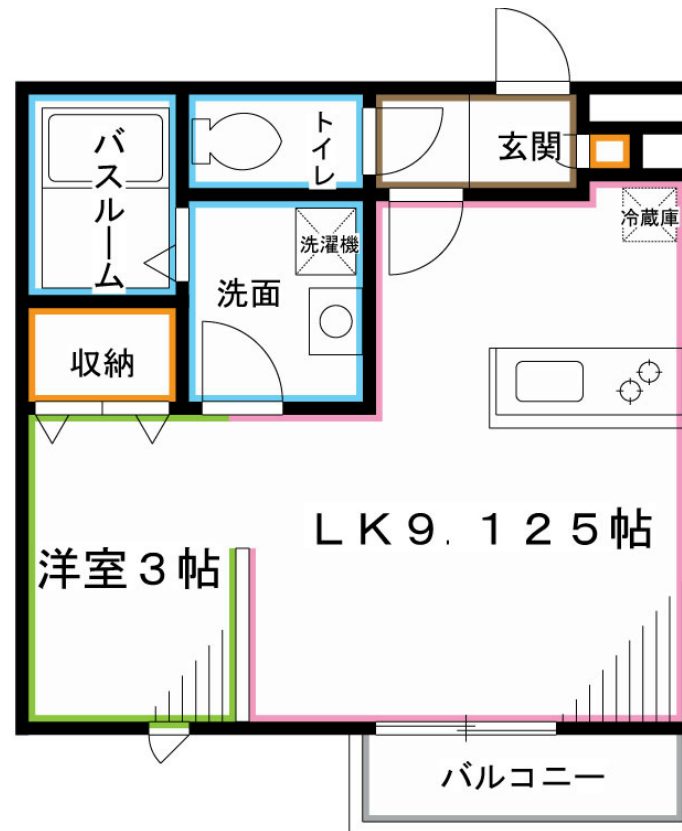 バスルーム
トイレ
玄関
冷蔵庫
洗濯機
洗面
収納
LK9.125帖
洋室3帖
バルコニー